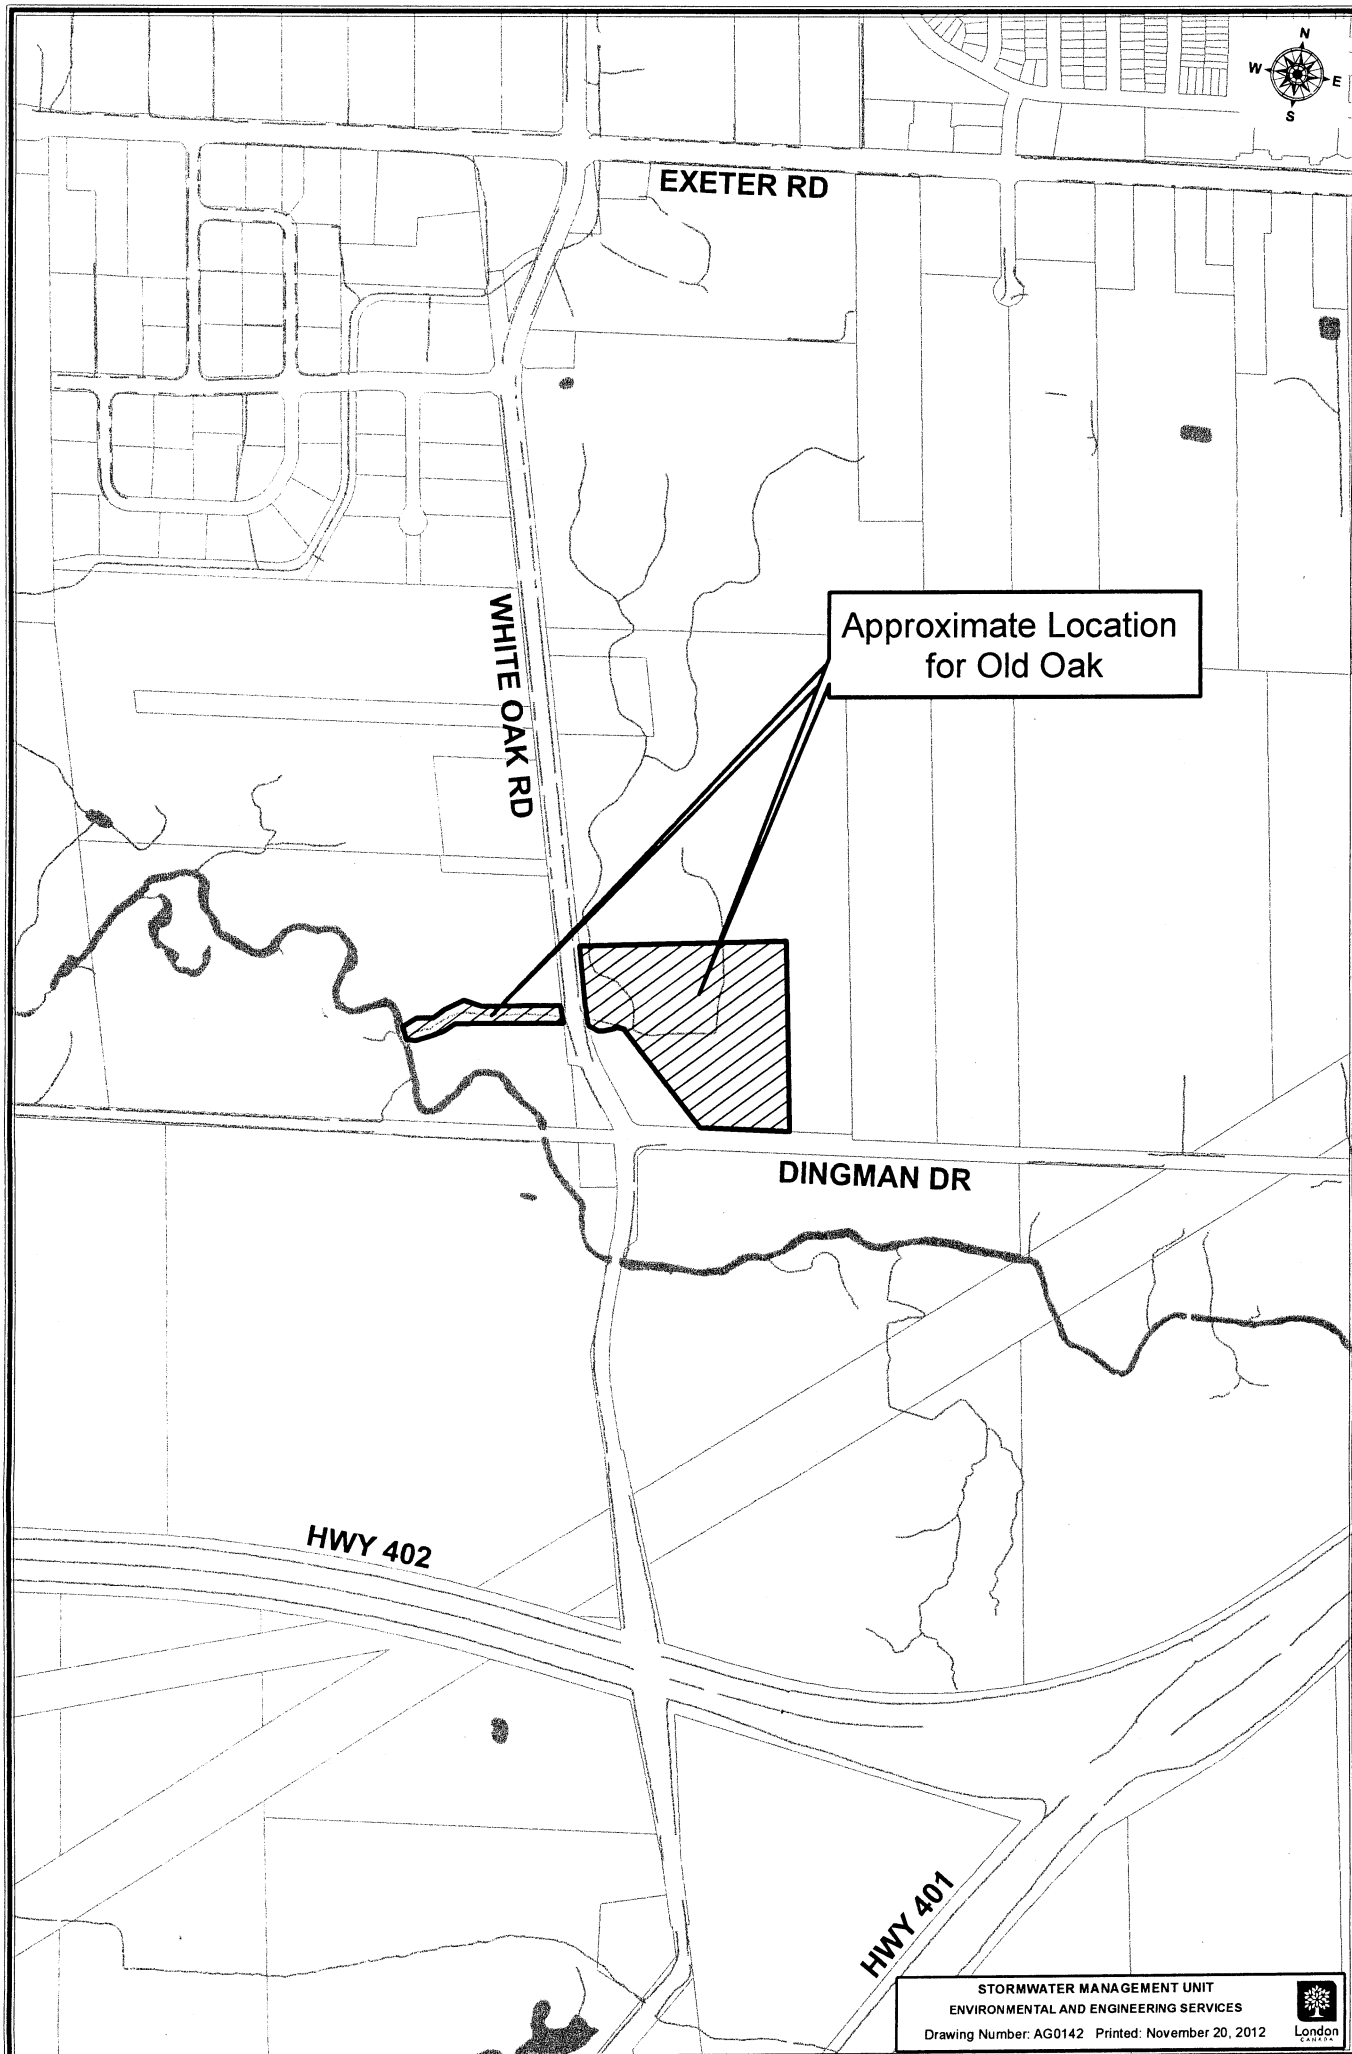 N
W E
S
EXETER RD
WHITE OAK RD
Approximate Location
for Old Oak
DINGMAN DR
HWY 402
HWY 401
STORMWATER MANAGEMENT UNIT
ENVIRONMENTAL AND ENGINEERING SERVICES
Drawing Number: AG0142 Printed: November 20, 2012
London
CANADA